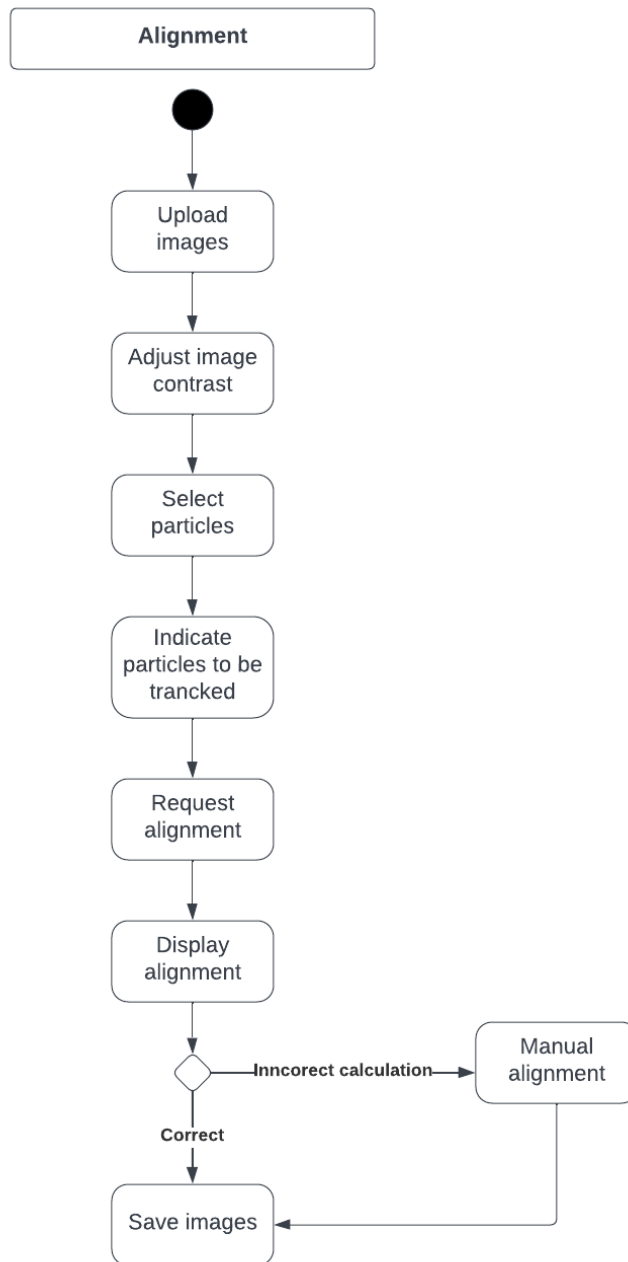 Alignment
Upload
images
Adjust image
contrast
Select
particles
Indicate
particles to be
trancked
Request
alignment
Display
alignment
Inncorect calculation
Manual
alignment
Correct
Save images